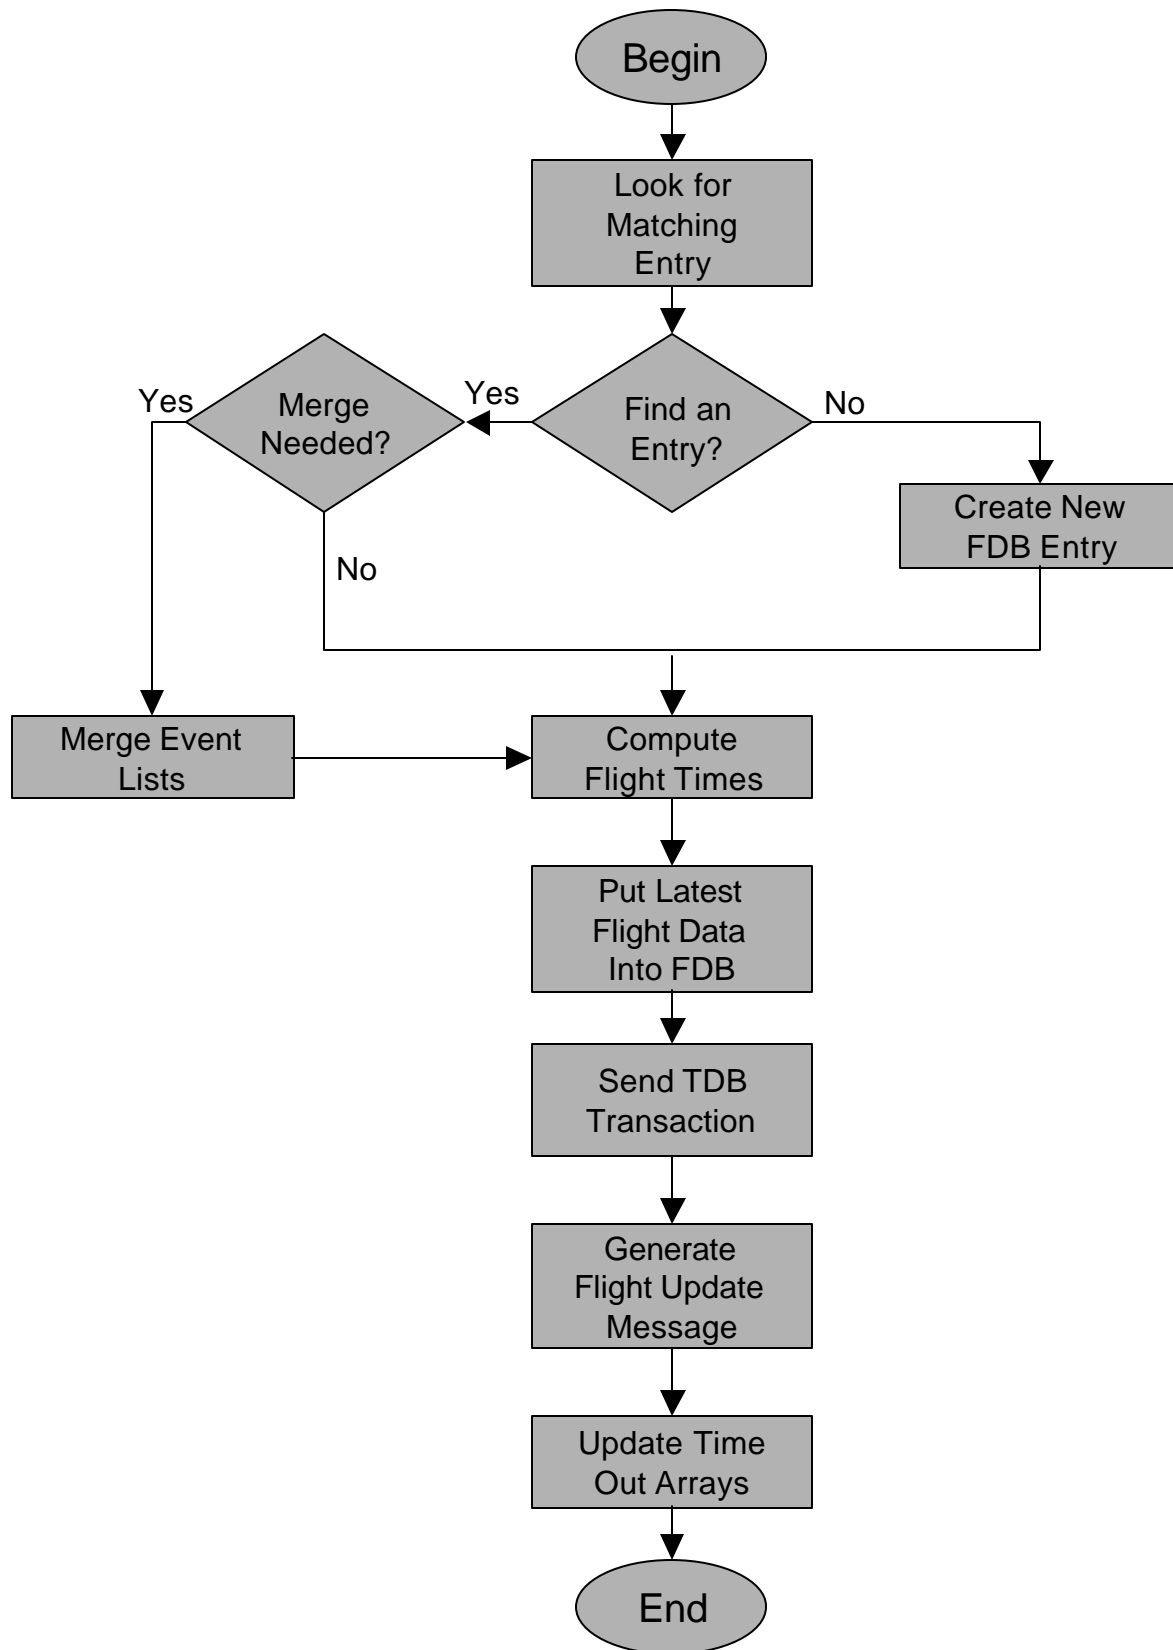 Begin
Look for
Matching
Entry
Yes
Merge
Needed?
Yes
Find an
Entry?
No
Create New
FDB Entry
No
Merge Event
Lists
Compute
Flight Times
Put Latest
Flight Data
Into FDB
Send TDB
Transaction
Generate
Flight Update
Message
Update Time
Out Arrays
End